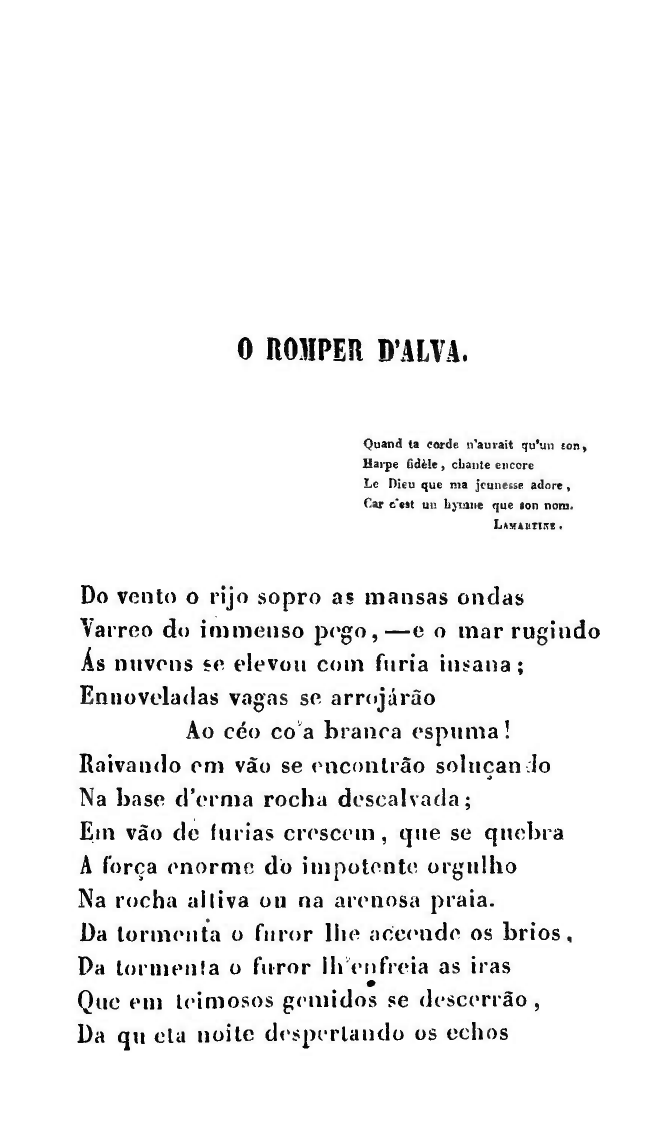 O ROMPER D'ALVA.
Quand ta corde n'aurait qu'un son,
Harpe fidèle, chante encore
Le Dieu que ma jeunesse adore,
Car c'est un hymne que son nom.
LAMARTINE.
Do vento o rijo sopro as mansas ondas
Varreo do immenso pego, — e o mar rugindo
Ás nuvens se elevou com furia insana;
Ennoveladas vagas se arrojárão
Ao céo co'a branca espuma!
Raivando em vão se encontrão soluçando
Na base d'erma rocha descalvada;
Em vão de furias crescem, que se quebra
A força enorme do impotente orgulho
Na rocha altiva ou na arenosa praia.
Da tormenta o furor lhe accende os brios,
Da tormenta o furor lh'enfreia as iras
Que em teimosos gemidos se descerrão,
Da qu eta noite despertando os echos